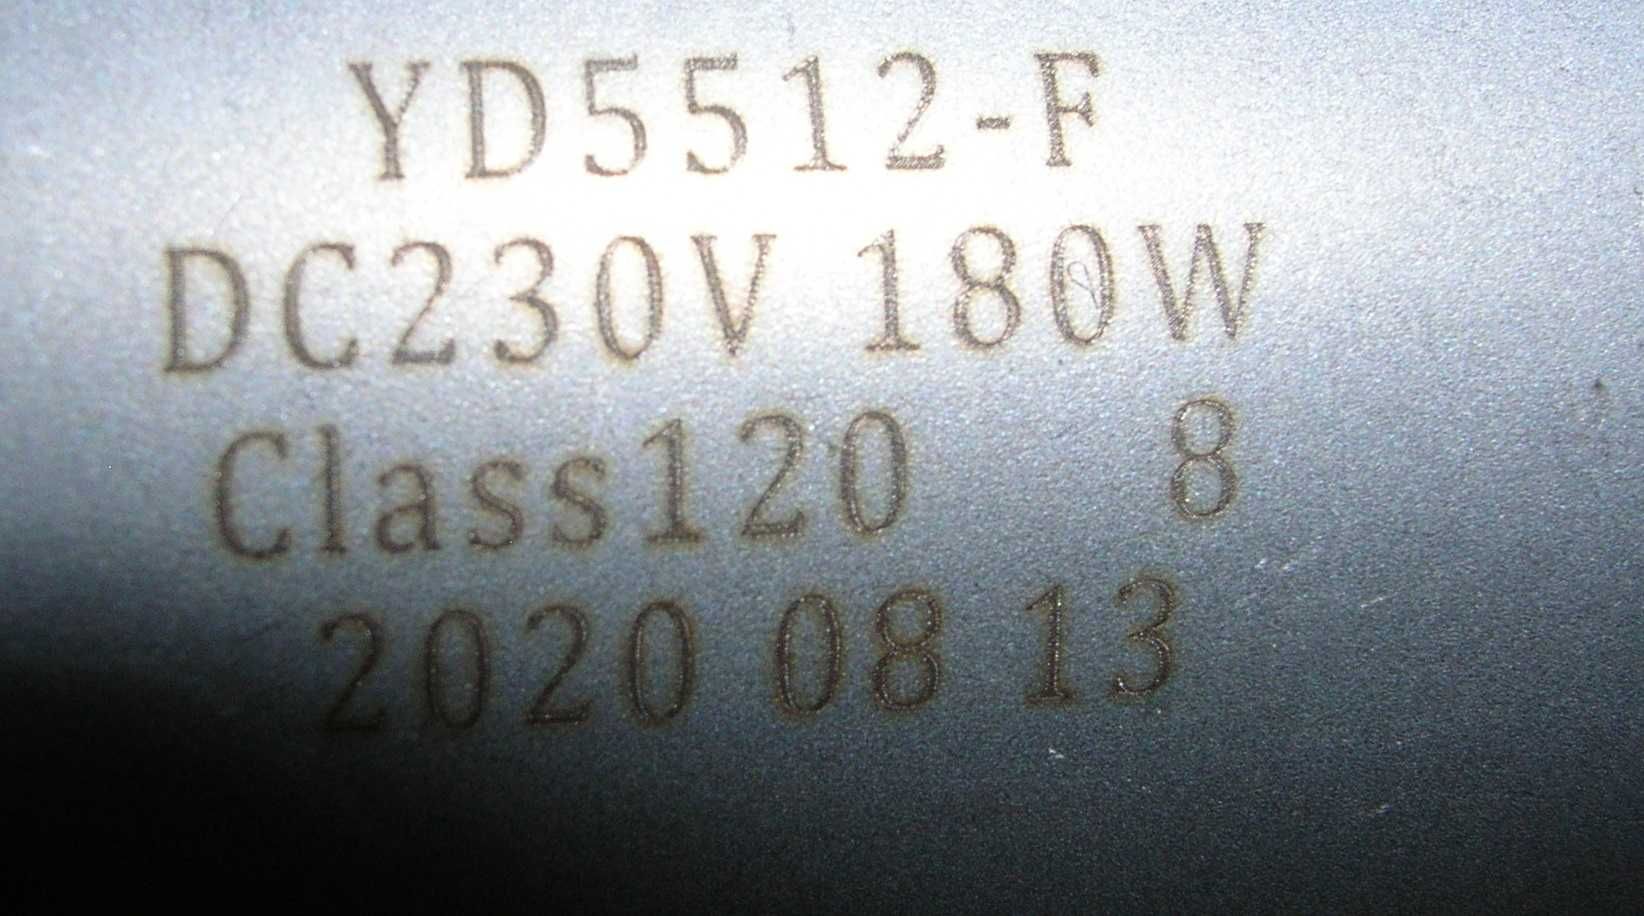 YD5512-F
DC230V 180W
Class120 8
2020 08 13